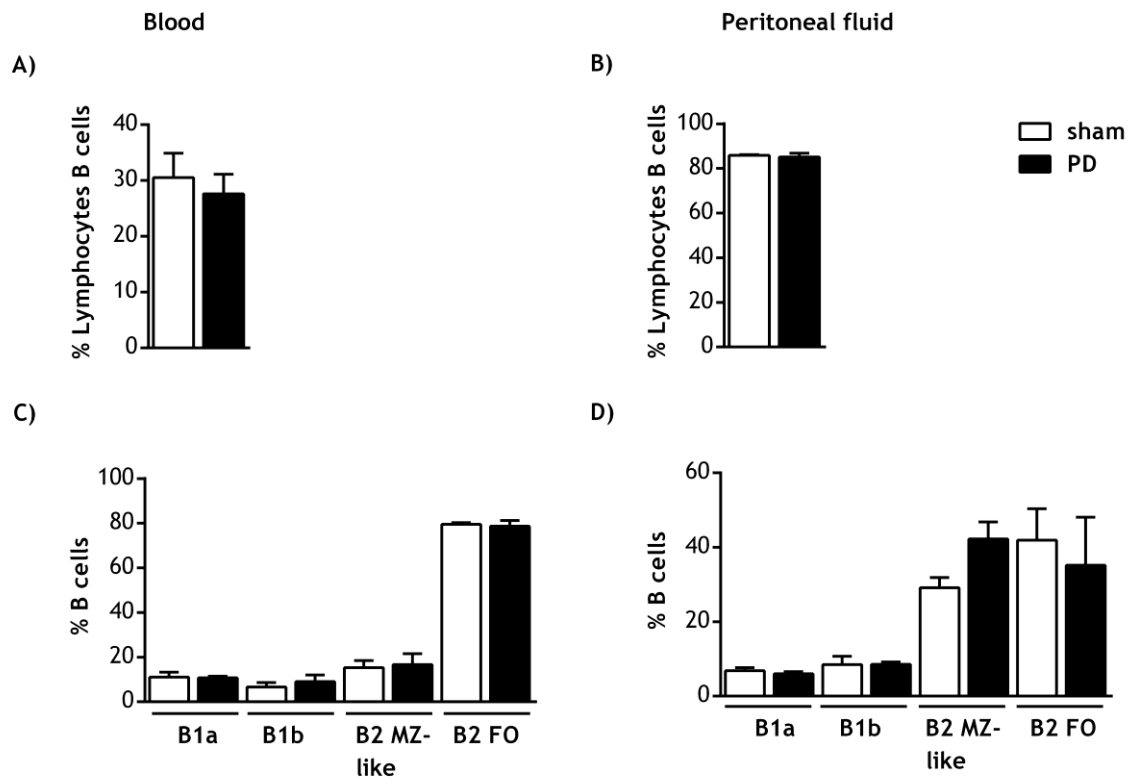 Blood
Peritoneal fluid
A)
B)
% Lymphocytes B cells
40
30
20
10
0
% Lymphocytes B cells
100
80
60
40
20
0
sham
PD
C)
D)
% B cells
100
80
60
40
20
0
B1a
B1b
B2 MZ-
like
B2 FO
% B cells
60
40
20
0
B1a
B1b
B2 MZ-
like
B2 FO